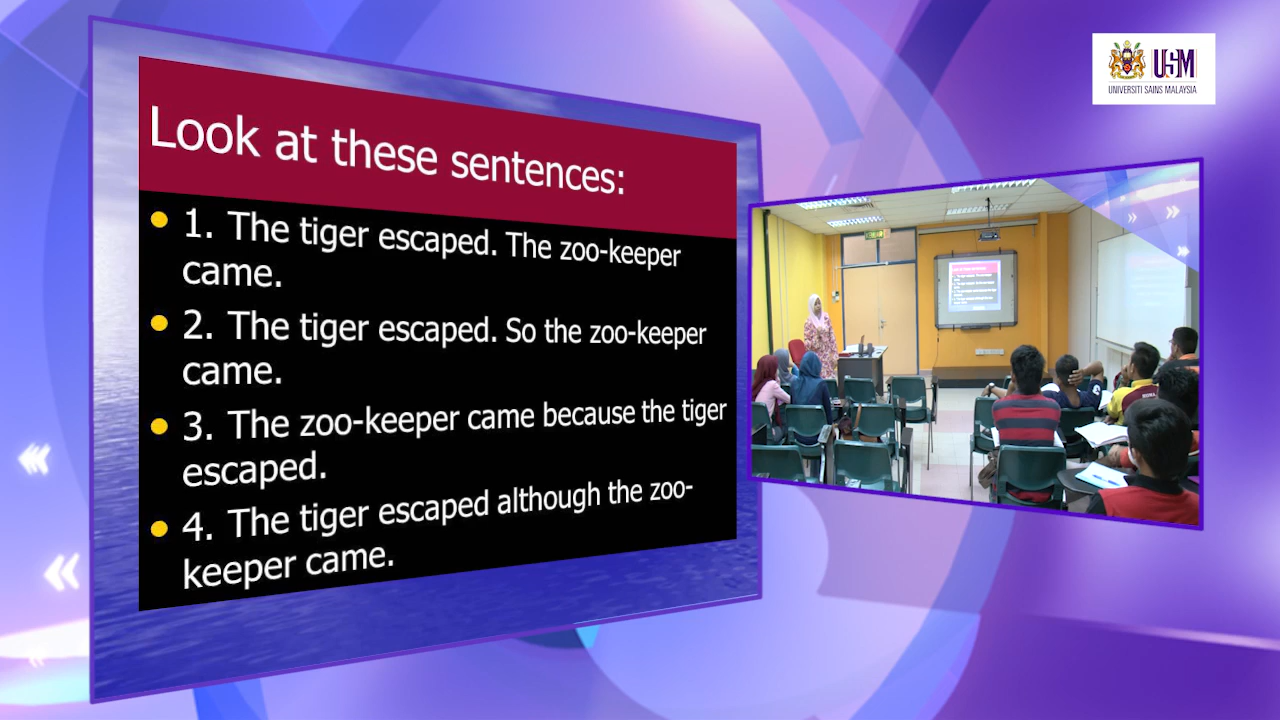 Look at these sentences:
1. The tiger escaped. The zoo-keeper
came.
2. The tiger escaped. So the zoo-keeper
came.
3. The zoo-keeper came because the tiger
escaped.
4. The tiger escaped although the zoo-
keeper came.
USM
UNIVERSITI SAINS MALAYSIA